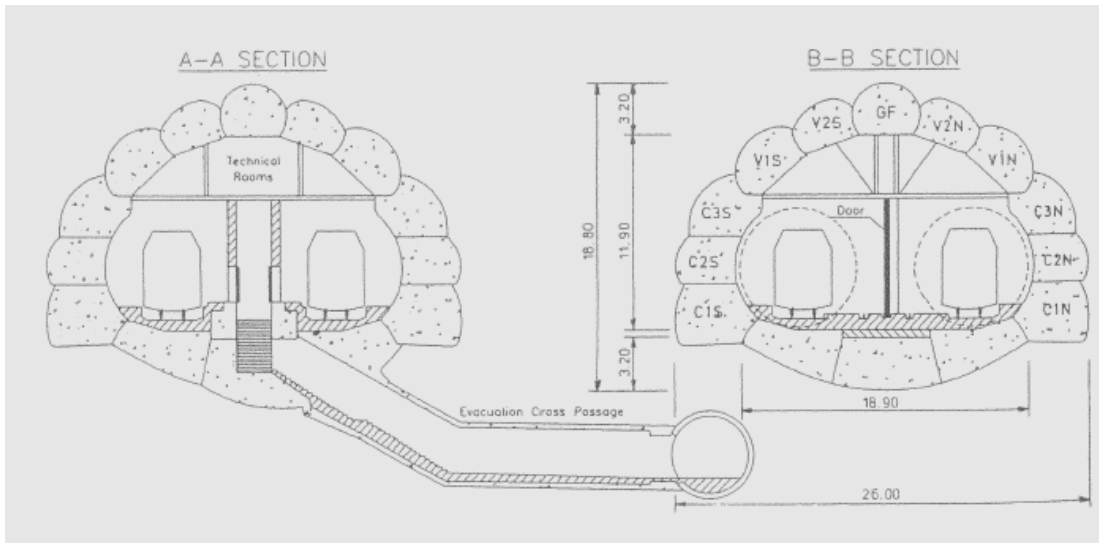 A-A SECTION
Technical
Rooms
Evacuation Cross Passage
B-B SECTION
3.20
GF
V2S
V2N
V1S
V1N
C3S
Door
C3N
18.80
11.90
C2S
C2N
C1S
C1N
3.20
18.90
26.00